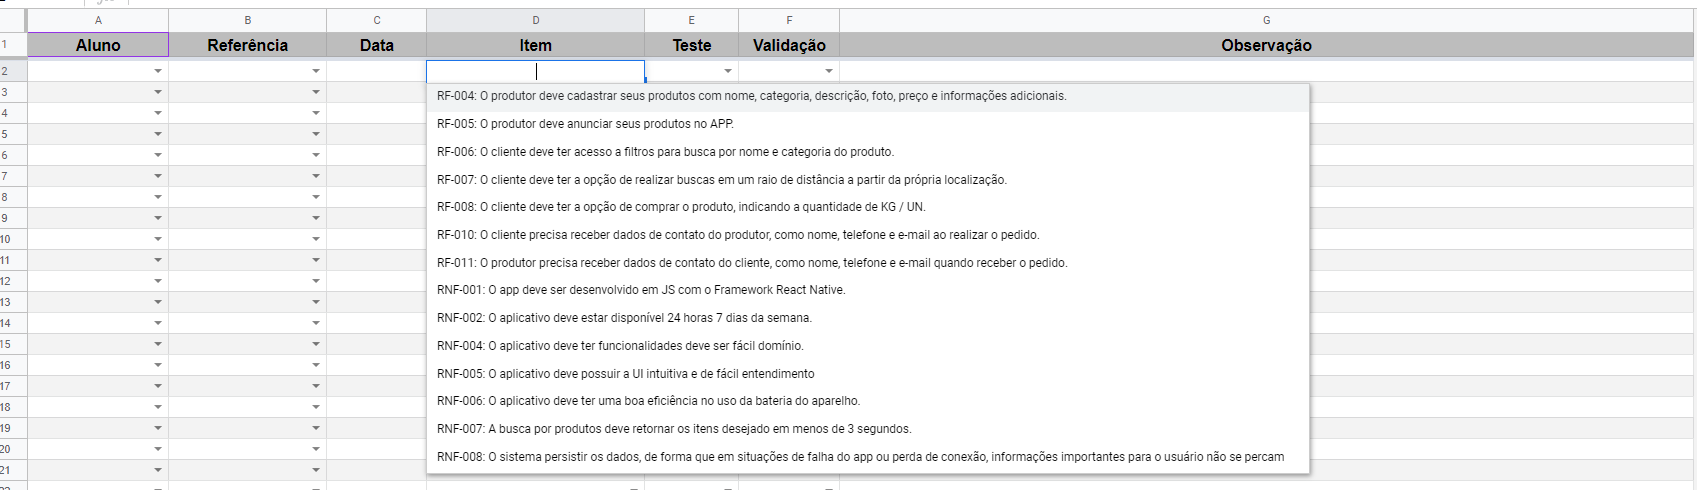 A B C D E F G
1 Aluno Referência Data Item Teste Validação Observação
2
3 RF-004: O produtor deve cadastrar seus produtos com nome, categoria, descrição, foto, preço e informações adicionais.
4
5 RF-005: O produtor deve anunciar seus produtos no APP.
6 RF-006: O cliente deve ter acesso a filtros para busca por nome e categoria do produto.
7 RF-007: O cliente deve ter a opção de realizar buscas em um raio de distância a partir da própria localização.
8
9 RF-008: O cliente deve ter a opção de comprar o produto, indicando a quantidade de KG / UN.
10 RF-010: O cliente precisa receber dados de contato do produtor, como nome, telefone e e-mail ao realizar o pedido.
11 RF-011: O produtor precisa receber dados de contato do cliente, como nome, telefone e e-mail quando receber o pedido.
12
13 RNF-001: O app deve ser desenvolvido em JS com o Framework React Native.
14 RNF-002: O aplicativo deve estar disponível 24 horas 7 dias da semana.
15 RNF-004: O aplicativo deve ter funcionalidades deve ser fácil domínio.
16
17 RNF-005: O aplicativo deve possuir a UI intuitiva e de fácil entendimento
18 RNF-006: O aplicativo deve ter uma boa eficiência no uso da bateria do aparelho.
19 RNF-007: A busca por produtos deve retornar os itens desejado em menos de 3 segundos.
20
21 RNF-008: O sistema persistir os dados, de forma que em situações de falha do app ou perda de conexão, informações importantes para o usuário não se percam